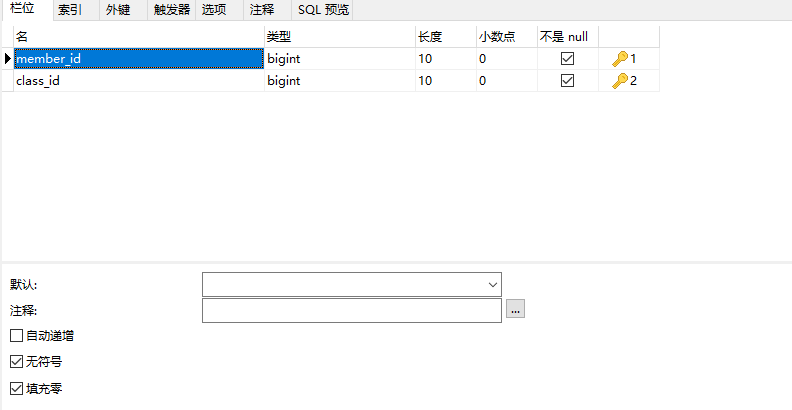 栏位 索引 外键 触发器 选项 注释 SQL 预览
名 类型 长度 小数点 不是 null
member_id bigint 10 0 1
class_id bigint 10 0 2
默认:
注释: ...
自动递增
无符号
填充零